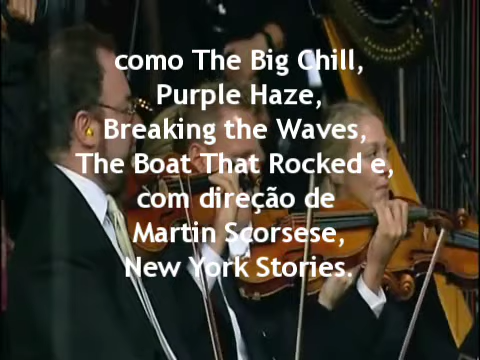 como The Big Chill,
Purple Haze,
Breaking the Waves,
The Boat That Rocked e,
com direção de
Martin Scorsese,
New York Stories.